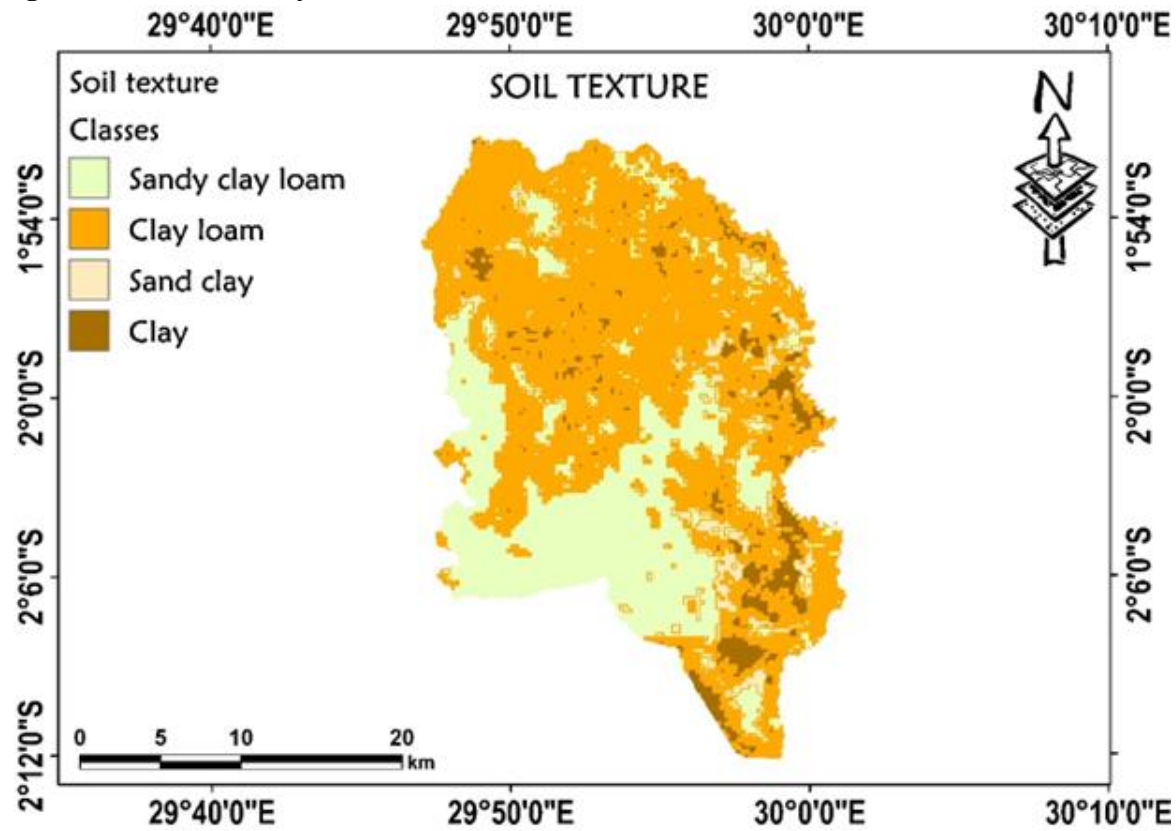 29°40'0"E 29°50'0"E 30°0'0"E 30°10'0"E
Soil texture
SOIL TEXTURE
N
Classes
Sandy clay loam
Clay loam
Sand clay
Clay
1°54'0"S 1°54'0"S
2°0'0"S 2°0'0"S
2°6'0"S 2°6'0"S
2°12'0"S
0 5 10 20
km
29°40'0"E 29°50'0"E 30°0'0"E 30°10'0"E